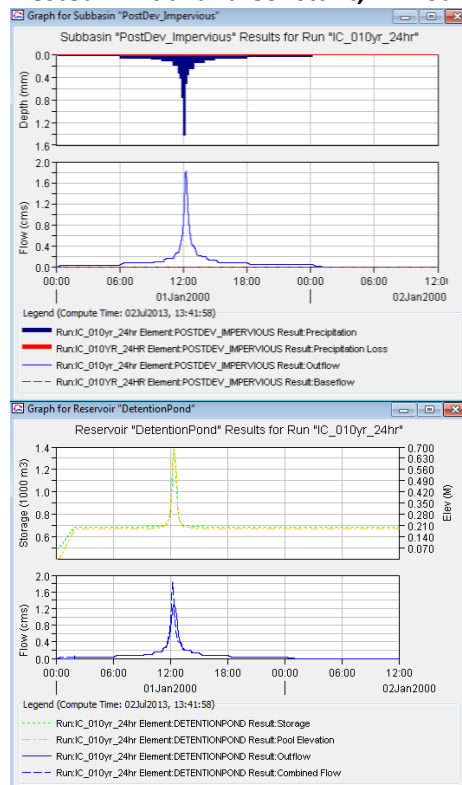 Graph for Subbasin "PostDev_Impervious"
Subbasin "PostDev_Impervious" Results for Run "IC_010yr_24hr"
Depth (mm)
0.0
0.4
0.8
1.2
1.6
Flow (cms)
2.0
1.6
1.2
0.8
0.4
0.0
00:00 06:00 12:00 18:00 00:00 06:00 12:0
01Jan2000 02Jan2000
Legend (Compute Time: 02Jul2013, 13:41:58)
Run:IC_010yr_24hr Element:POSTDEV_IMPERVIOUS Result:Precipitation
Run:IC_010YR_24HR Element:POSTDEV_IMPERVIOUS Result:Precipitation Loss
Run:IC_010yr_24hr Element:POSTDEV_IMPERVIOUS Result:Outflow
Run:IC_010YR_24HR Element:POSTDEV_IMPERVIOUS Result:Baseflow
Graph for Reservoir "DetentionPond"
Reservoir "DetentionPond" Results for Run "IC_010yr_24hr"
Storage (1000 m3)
1.4
1.2
1.0
0.8
0.6
0.700
0.630
0.560
0.490
0.420
0.350
0.280
0.210
0.140
0.070
Elev (M)
Flow (cms)
2.0
1.6
1.2
0.8
0.4
0.0
00:00 06:00 12:00 18:00 00:00 06:00 12:00
01Jan2000 02Jan2000
Legend (Compute Time: 02Jul2013, 13:41:58)
Run:IC_010yr_24hr Element:DETENTIONPOND Result:Storage
Run:IC_010yr_24hr Element:DETENTIONPOND Result:Pool Elevation
Run:IC_010yr_24hr Element:DETENTIONPOND Result:Outflow
Run:IC_010yr_24hr Element:DETENTIONPOND Result:Combined Flow